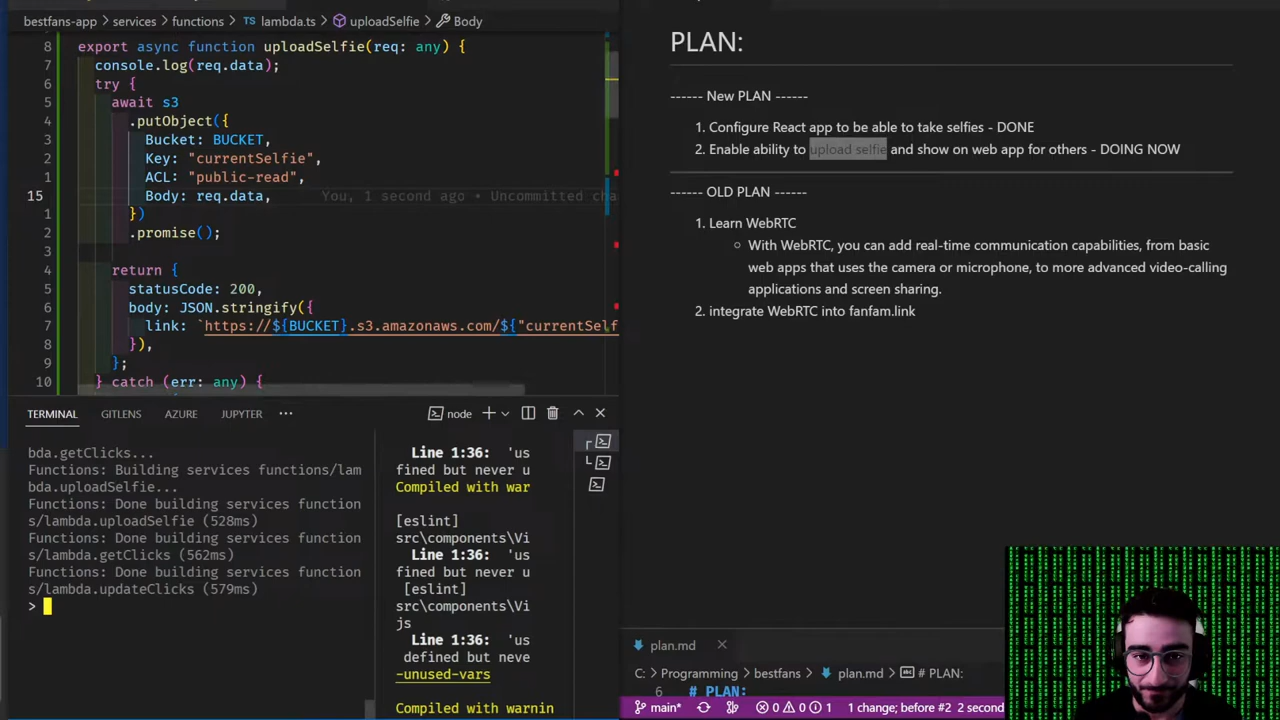 bestfans-app > services > functions > TS lambda.ts > uploadSelfie > Body
8 export async function uploadSelfie(req: any) {
7 console.log(req.data);
6 try {
5 await s3
4 .putObject({
3 Bucket: BUCKET,
2 Key: "currentSelfie",
1 ACL: "public-read",
15 Body: req.data, You, 1 second ago • Uncommitted cha
1 })
2 .promise();
3
4 return {
5 statusCode: 200,
6 body: JSON.stringify({
7 link: `https://${BUCKET}.s3.amazonaws.com/${"currentSelf
8 }),
9 };
10 } catch (err: any) {
TERMINAL GITLENS AZURE JUPYTER ••• node
bda.getClicks...
Functions: Building services functions/lam
bda.uploadSelfie...
Functions: Done building services function
s/lambda.uploadSelfie (528ms)
Functions: Done building services function
s/lambda.getClicks (562ms)
Functions: Done building services function
s/lambda.updateClicks (579ms)
>
Line 1:36: 'us
fined but never u
Compiled with war
[eslint]
src\components\Vi
Line 1:36: 'us
fined but never u
[eslint]
src\components\Vi
js
Line 1:36: 'us
defined but neve
-unused-vars
Compiled with warnin
PLAN:
------ New PLAN ------
1. Configure React app to be able to take selfies - DONE
2. Enable ability to upload selfie and show on web app for others - DOING NOW
------ OLD PLAN ------
1. Learn WebRTC
With WebRTC, you can add real-time communication capabilities, from basic
web apps that uses the camera or microphone, to more advanced video-calling
applications and screen sharing.
2. integrate WebRTC into fanfam.link
plan.md
C: > Programming > bestfans > plan.md > # PLAN:
6 # PLAN:
main* 0 0 1 1 change; before #2 2 second